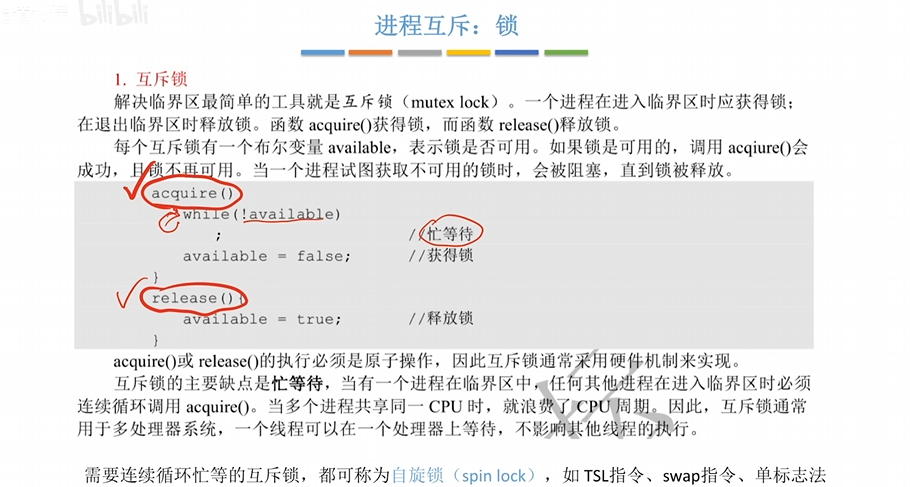 bilibili
进程互斥：锁
1. 互斥锁
解决临界区最简单的工具就是互斥锁（mutex lock）。一个进程在进入临界区时应获得锁；
在退出临界区时释放锁。函数 acquire()获得锁，而函数 release()释放锁。
每个互斥锁有一个布尔变量 available，表示锁是否可用。如果锁是可用的，调用 acqiure()会
成功，且锁不再可用。当一个进程试图获取不可用的锁时，会被阻塞，直到锁被释放。
acquire()
while(!available)
; //忙等待
available = false; //获得锁
}
release(){
available = true; //释放锁
}
acquire()或 release()的执行必须是原子操作，因此互斥锁通常采用硬件机制来实现。
互斥锁的主要缺点是忙等待，当有一个进程在临界区中，任何其他进程在进入临界区时必须
连续循环调用 acquire()。当多个进程共享同一 CPU 时，就浪费了 CPU 周期。因此，互斥锁通常
用于多处理器系统，一个线程可以在一个处理器上等待，不影响其他线程的执行。
需要连续循环忙等的互斥锁，都可称为自旋锁（spin lock），如 TSL指令、swap指令、单标志法